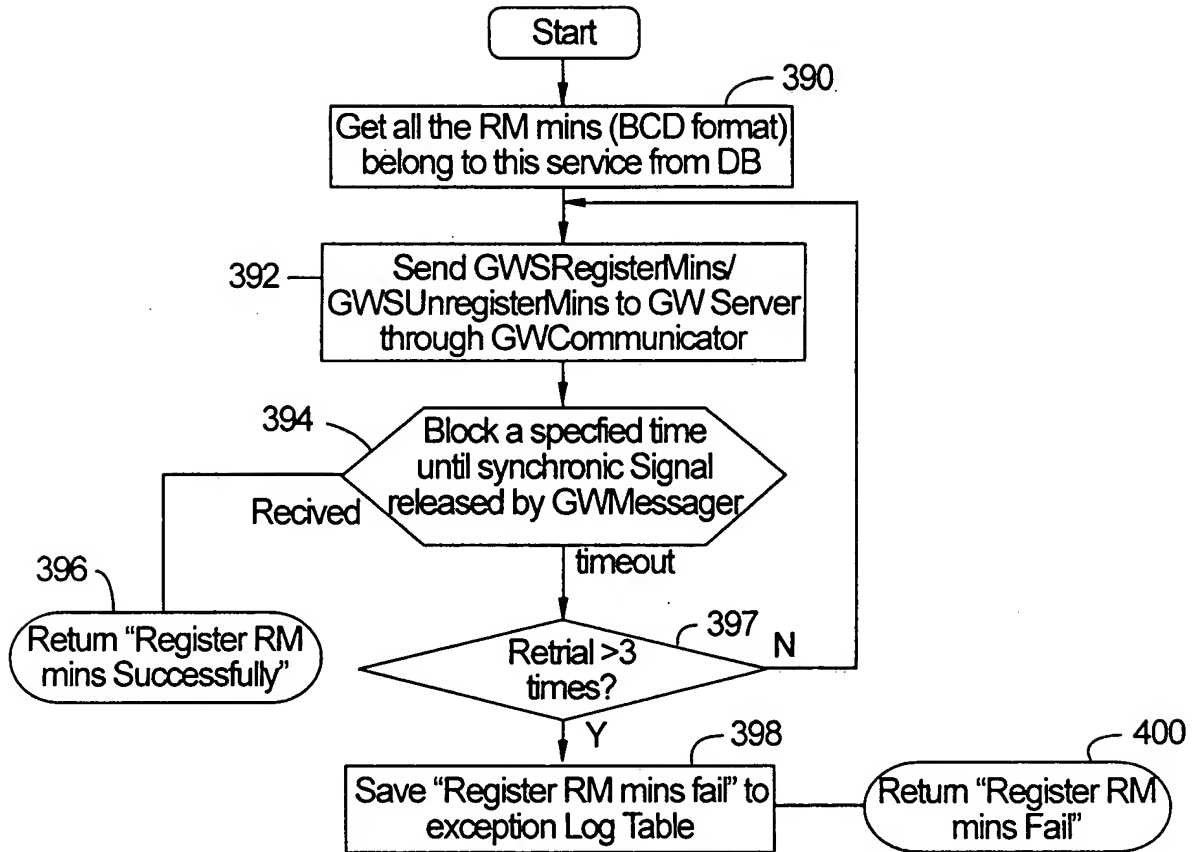 Start
390
Get all the RM mins (BCD format)
belong to this service from DB
392
Send GWSRegisterMins/
GWSUnregisterMins to GW Server
through GWCommunicator
394
Block a specfied time
until synchronic Signal
released by GWMessager
Recived
timeout
396
Return “Register RM
mins Successfully”
397
Retrial >3
times?
N
Y
398
Save “Register RM mins fail” to
exception Log Table
400
Return “Register RM
mins Fail”